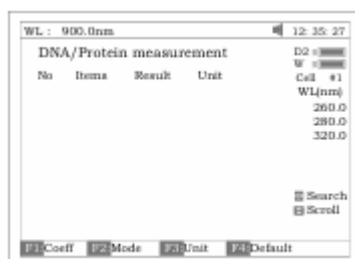 WL : 900.0nm 12: 35: 27
DNA/Protein measurement
D2 :
W :
No Items Result Unit
Cell #1
WL(nm)
260.0
280.0
320.0
Search
Scroll
F1:Coeff F2:Mode F3:Unit F4:Default